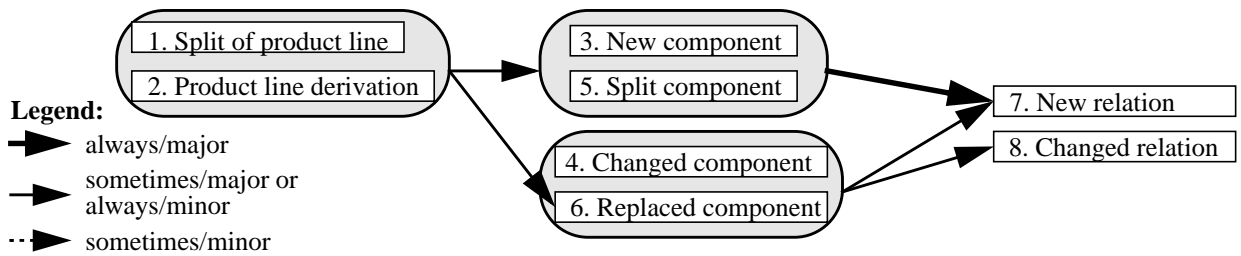 1. Split of product line
2. Product line derivation
3. New component
5. Split component
4. Changed component
6. Replaced component
7. New relation
8. Changed relation
Legend:
always/major
sometimes/major or
always/minor
sometimes/minor